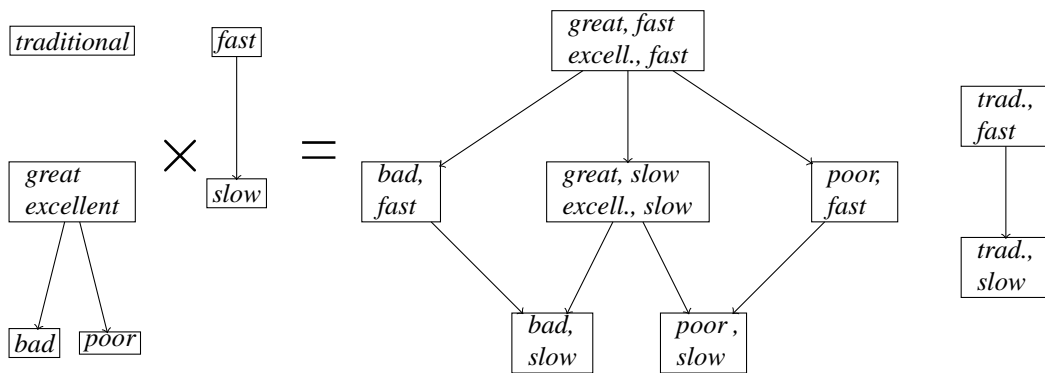 traditional
great
excellent
bad
poor
×
fast
slow
=
great, fast
excell., fast
bad,
fast
great, slow
excell., slow
poor,
fast
bad,
slow
poor ,
slow
trad.,
fast
trad.,
slow